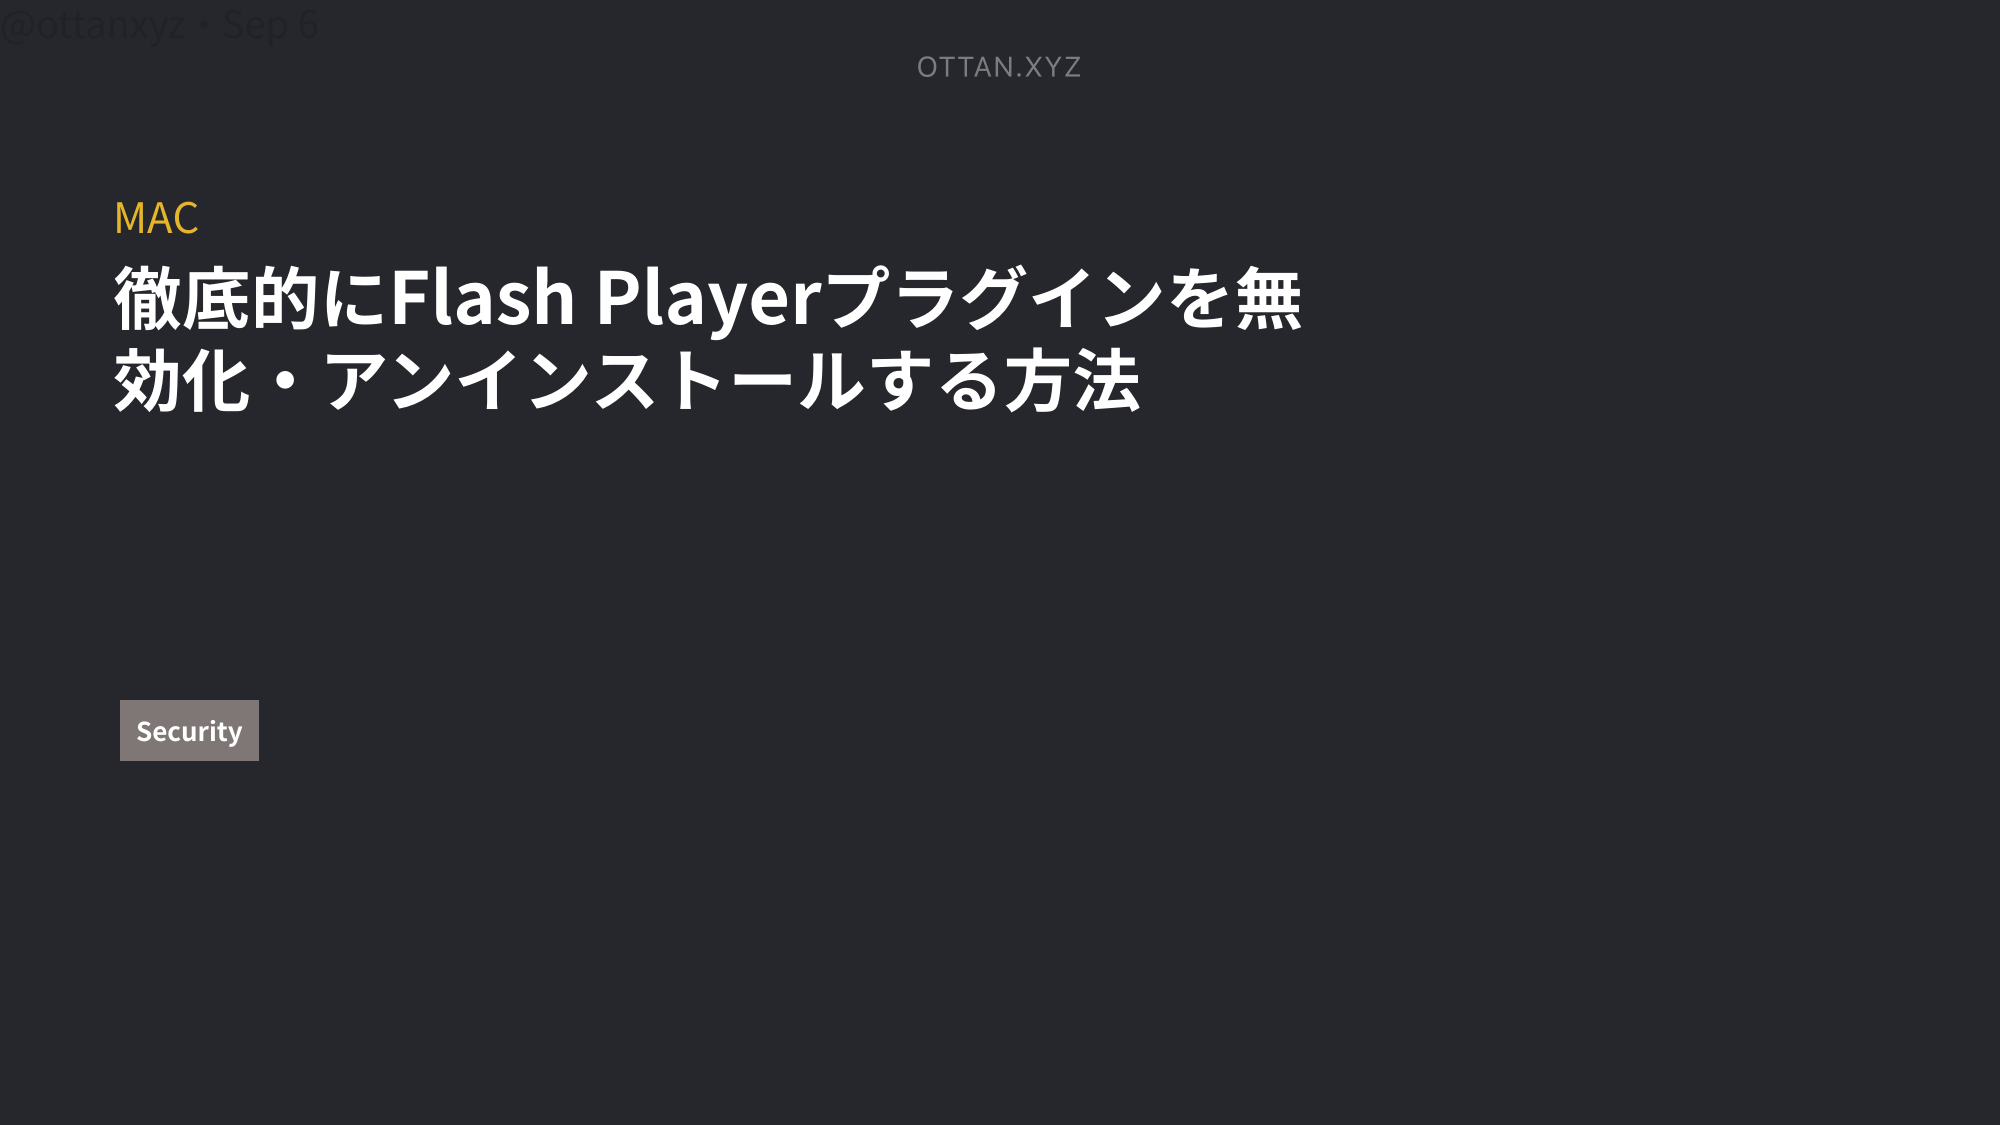 @ottanxyz・Sep 6
OTTAN.XYZ
MAC
徹底的にFlash Playerプラグインを無
効化・アンインストールする方法
Security